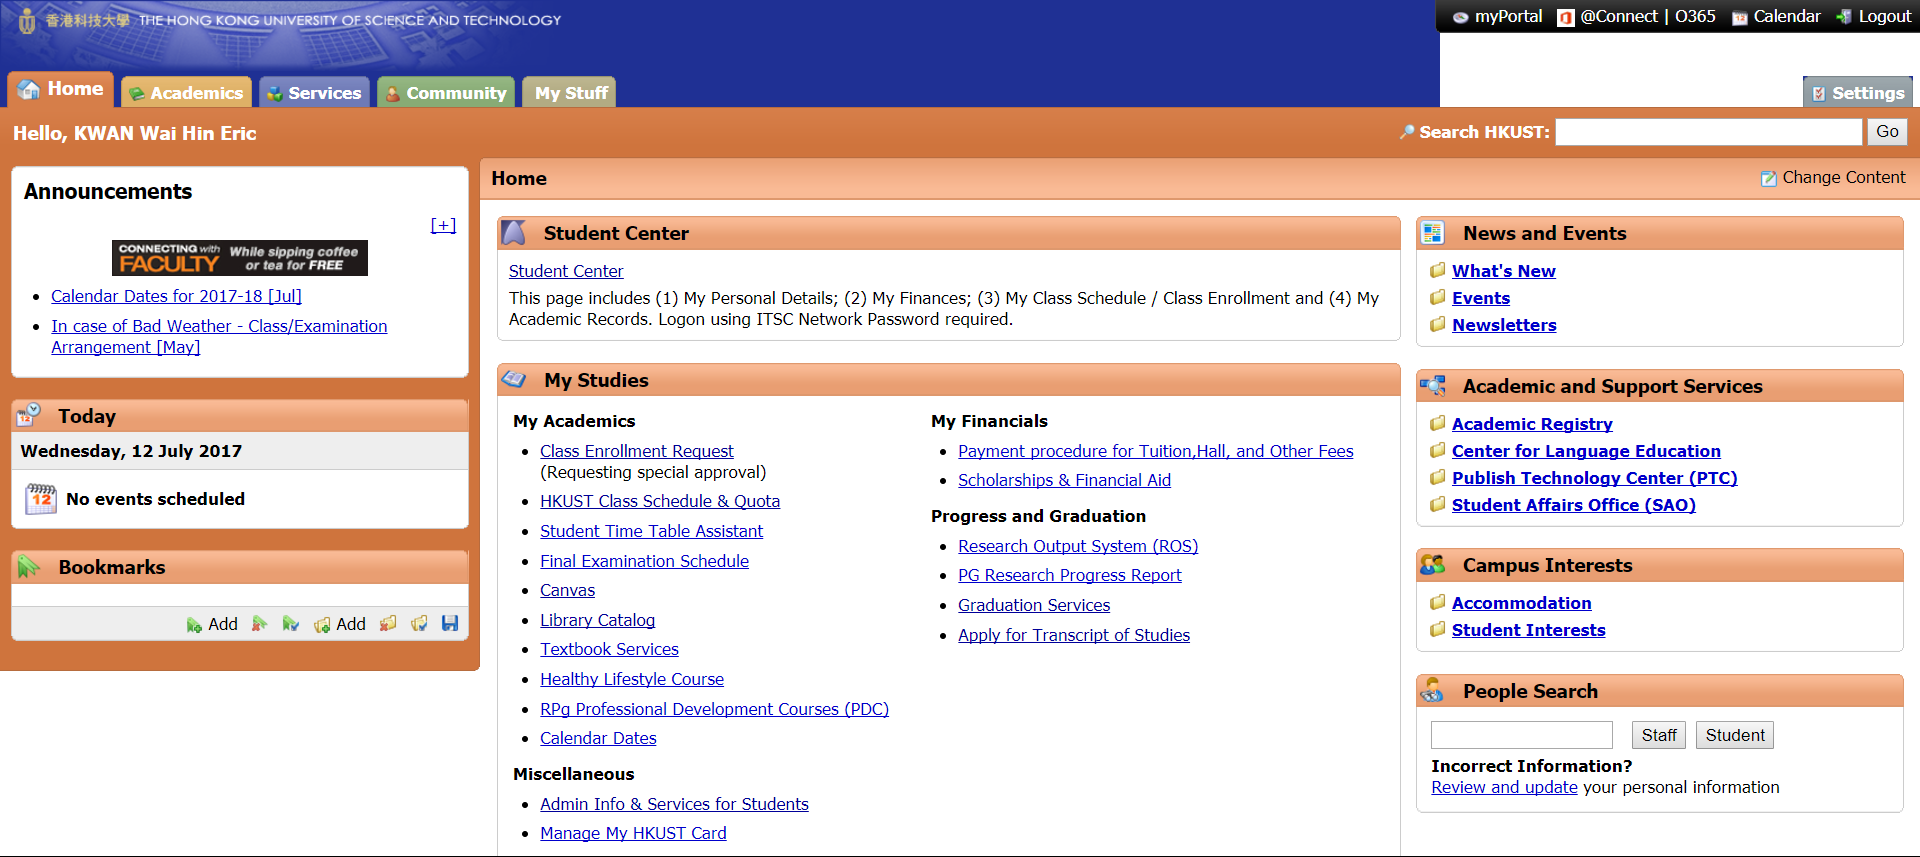 香港科技大學 THE HONG KONG UNIVERSITY OF SCIENCE AND TECHNOLOGY
myPortal @Connect | O365 Calendar Logout
Home Academics Services Community My Stuff Settings
Hello, KWAN Wai Hin Eric
Search HKUST: Go
Announcements
[+]
CONNECTING with FACULTY
While sipping coffee
or tea for FREE
Calendar Dates for 2017-18 [Jul]
In case of Bad Weather - Class/Examination
Arrangement [May]
Today
12
Wednesday, 12 July 2017
12
No events scheduled
Bookmarks
Add Add
Home
Change Content
Student Center
Student Center
This page includes (1) My Personal Details; (2) My Finances; (3) My Class Schedule / Class Enrollment and (4) My
Academic Records. Logon using ITSC Network Password required.
My Studies
My Academics
Class Enrollment Request
(Requesting special approval)
HKUST Class Schedule & Quota
Student Time Table Assistant
Final Examination Schedule
Canvas
Library Catalog
Textbook Services
Healthy Lifestyle Course
RPg Professional Development Courses (PDC)
Calendar Dates
Miscellaneous
Admin Info & Services for Students
Manage My HKUST Card
My Financials
Payment procedure for Tuition,Hall, and Other Fees
Scholarships & Financial Aid
Progress and Graduation
Research Output System (ROS)
PG Research Progress Report
Graduation Services
Apply for Transcript of Studies
News and Events
What's New
Events
Newsletters
Academic and Support Services
Academic Registry
Center for Language Education
Publish Technology Center (PTC)
Student Affairs Office (SAO)
Campus Interests
Accommodation
Student Interests
People Search
Staff Student
Incorrect Information?
Review and update your personal information